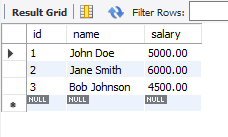 Result Grid Filter Rows:
id name salary
1 John Doe 5000.00
2 Jane Smith 6000.00
3 Bob Johnson 4500.00
NULL NULL NULL